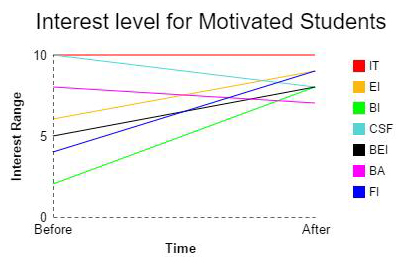 Interest level for Motivated Students
10
5
0
Interest Range
Before
After
Time
IT
EI
BI
CSF
BEI
BA
FI